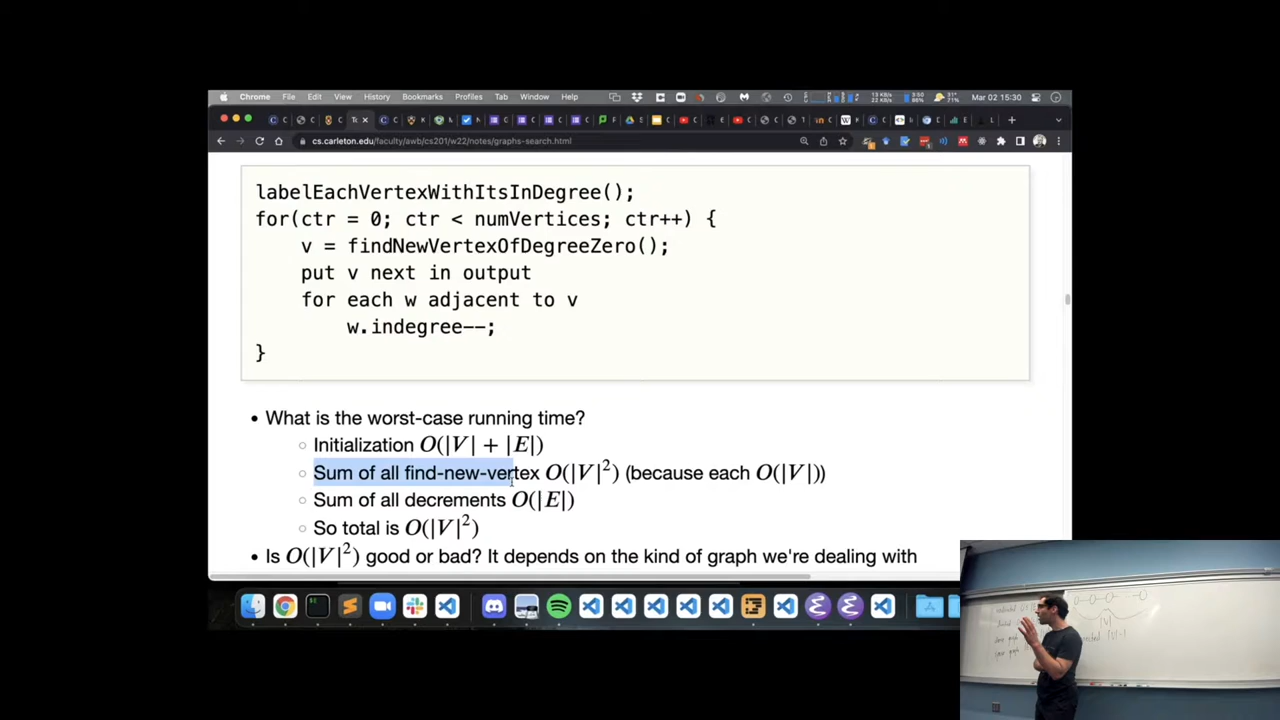 Chrome File Edit View History Bookmarks Profiles Tab Window Help Mar 02 15:30
cs.carleton.edu/faculty/awb/cs201/w22/notes/graphs-search.html
labelEachVertexWithItsInDegree();
for(ctr = 0; ctr < numVertices; ctr++) {
v = findNewVertexOfDegreeZero();
put v next in output
for each w adjacent to v
w.indegree--;
}
• What is the worst-case running time?
○ Initialization O(|V| + |E|)
○ Sum of all find-new-vertex O(|V|²) (because each O(|V|))
○ Sum of all decrements O(|E|)
○ So total is O(|V|²)
• Is O(|V|²) good or bad? It depends on the kind of graph we're dealing with